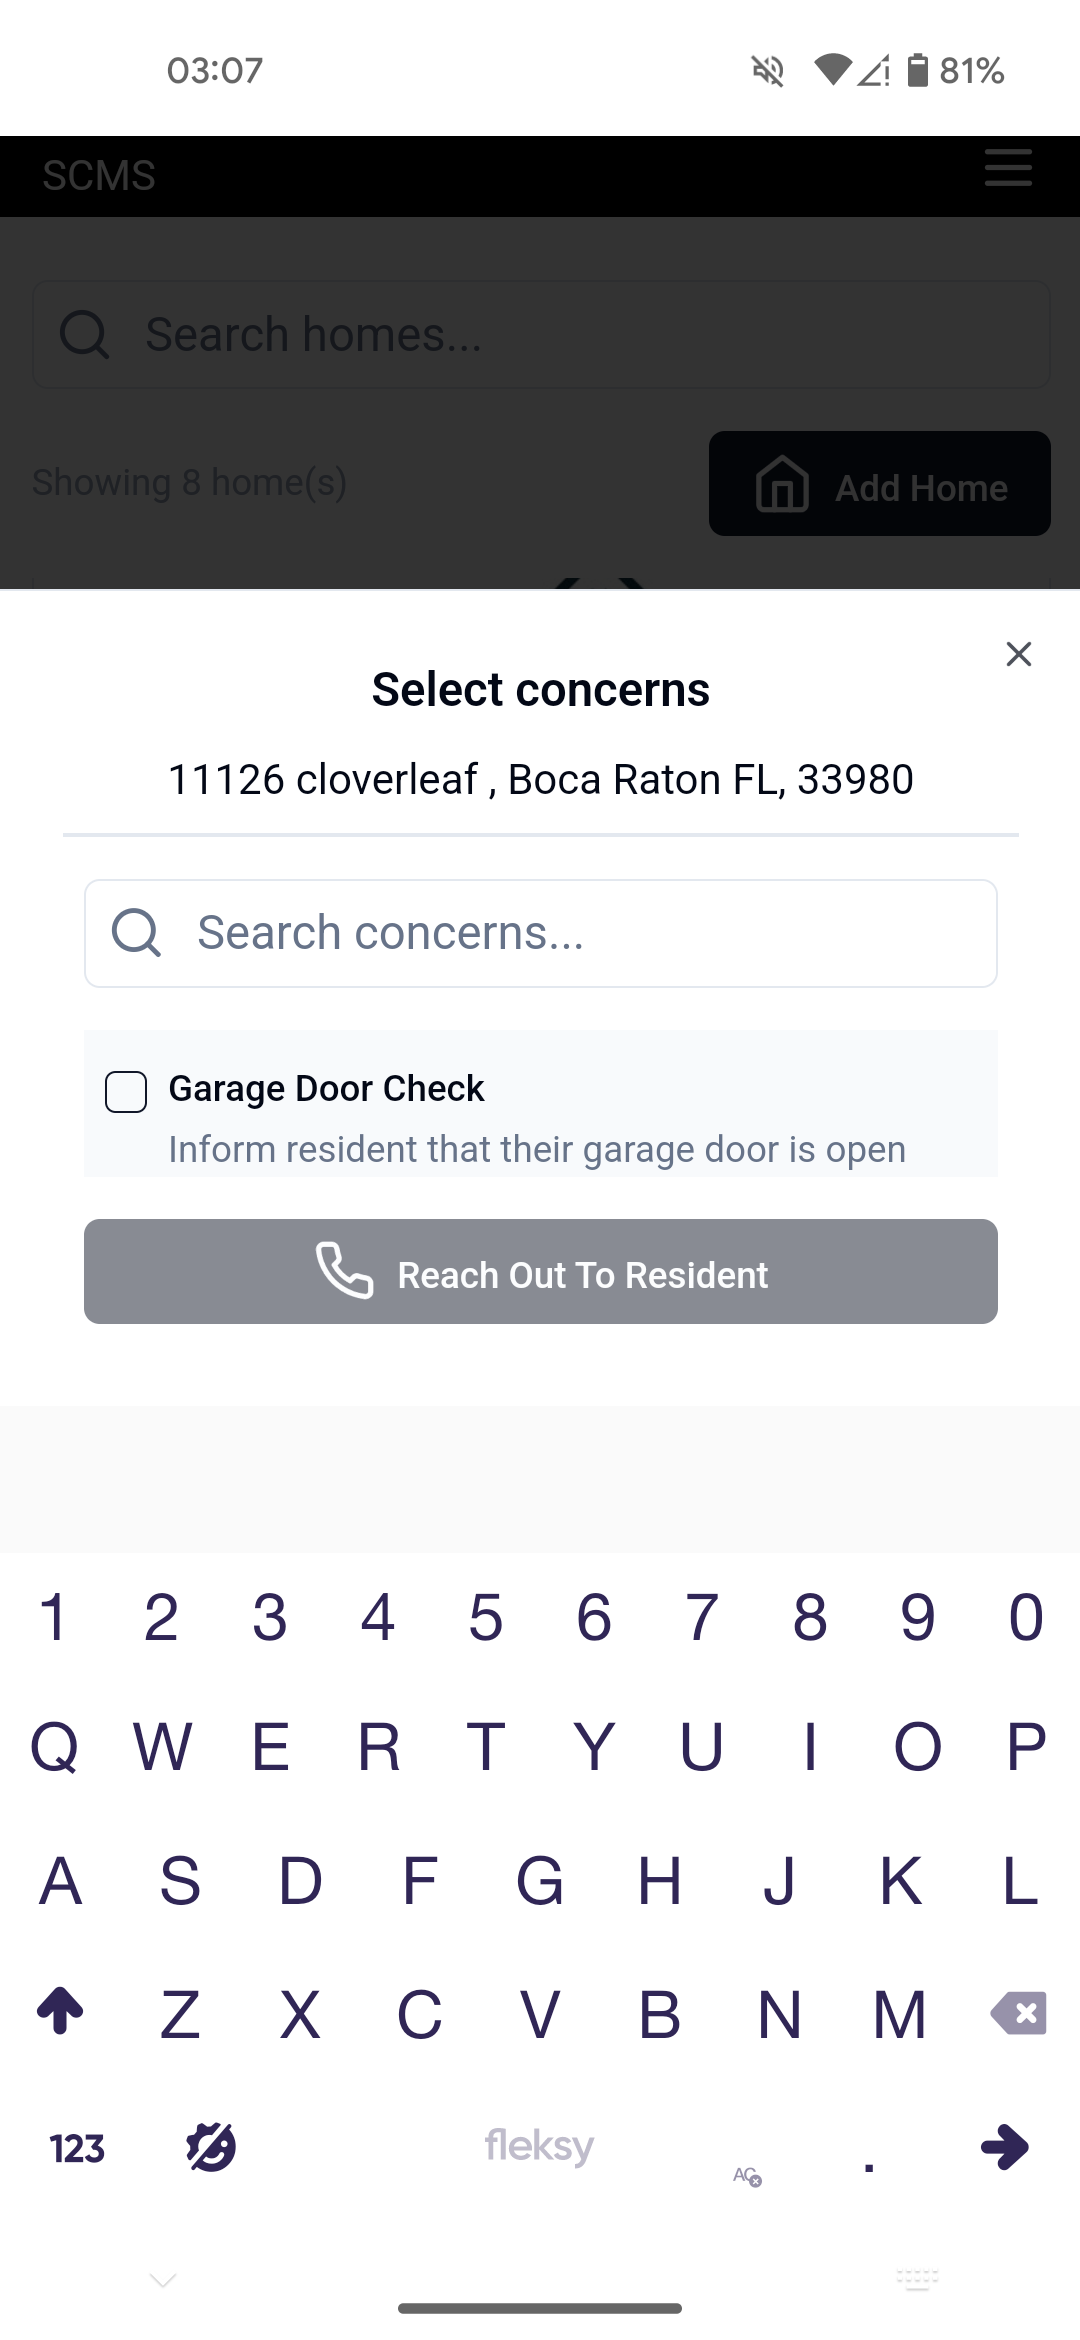 03:07 81%
SCMS
Search homes...
Showing 8 home(s)
Add Home
Select concerns
11126 cloverleaf , Boca Raton FL, 33980
Search concerns...
Garage Door Check
Inform resident that their garage door is open
Reach Out To Resident
1 2 3 4 5 6 7 8 9 0
Q W E R T Y U I O P
A S D F G H J K L
Z X C V B N M
123 fleksy AC .